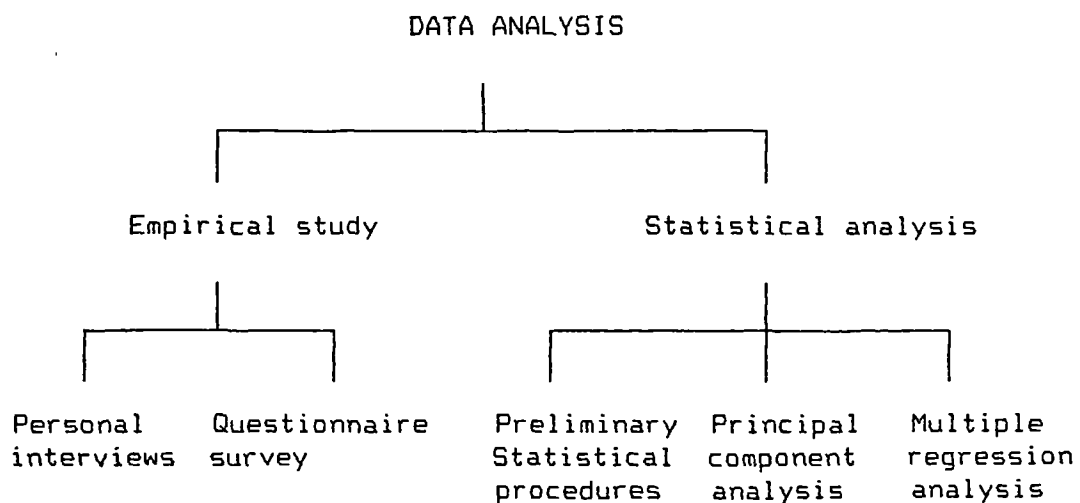 DATA ANALYSIS
Empirical study
Statistical analysis
Personal interviews
Questionnaire survey
Preliminary Statistical procedures
Principal component analysis
Multiple regression analysis